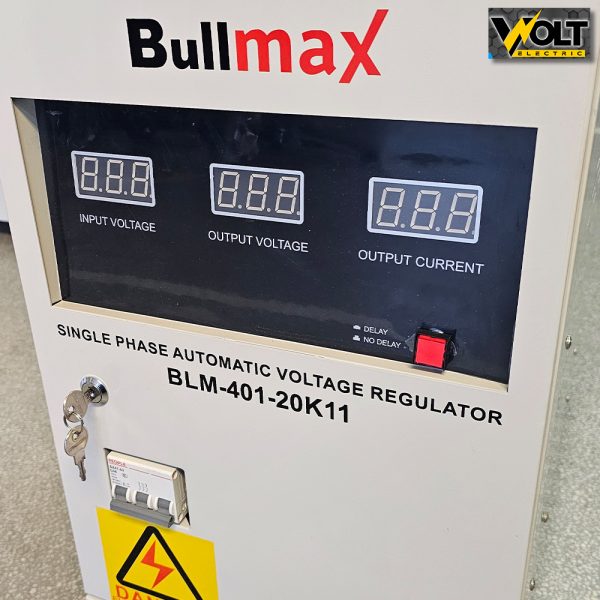 Bullmax
VOLT
ELECTRIC
8.8.8.
8.8.8.
8.8.8
INPUT VOLTAGE
OUTPUT VOLTAGE
OUTPUT CURRENT
DELAY
NO DELAY
SINGLE PHASE AUTOMATIC VOLTAGE REGULATOR
BLM-401-20K11